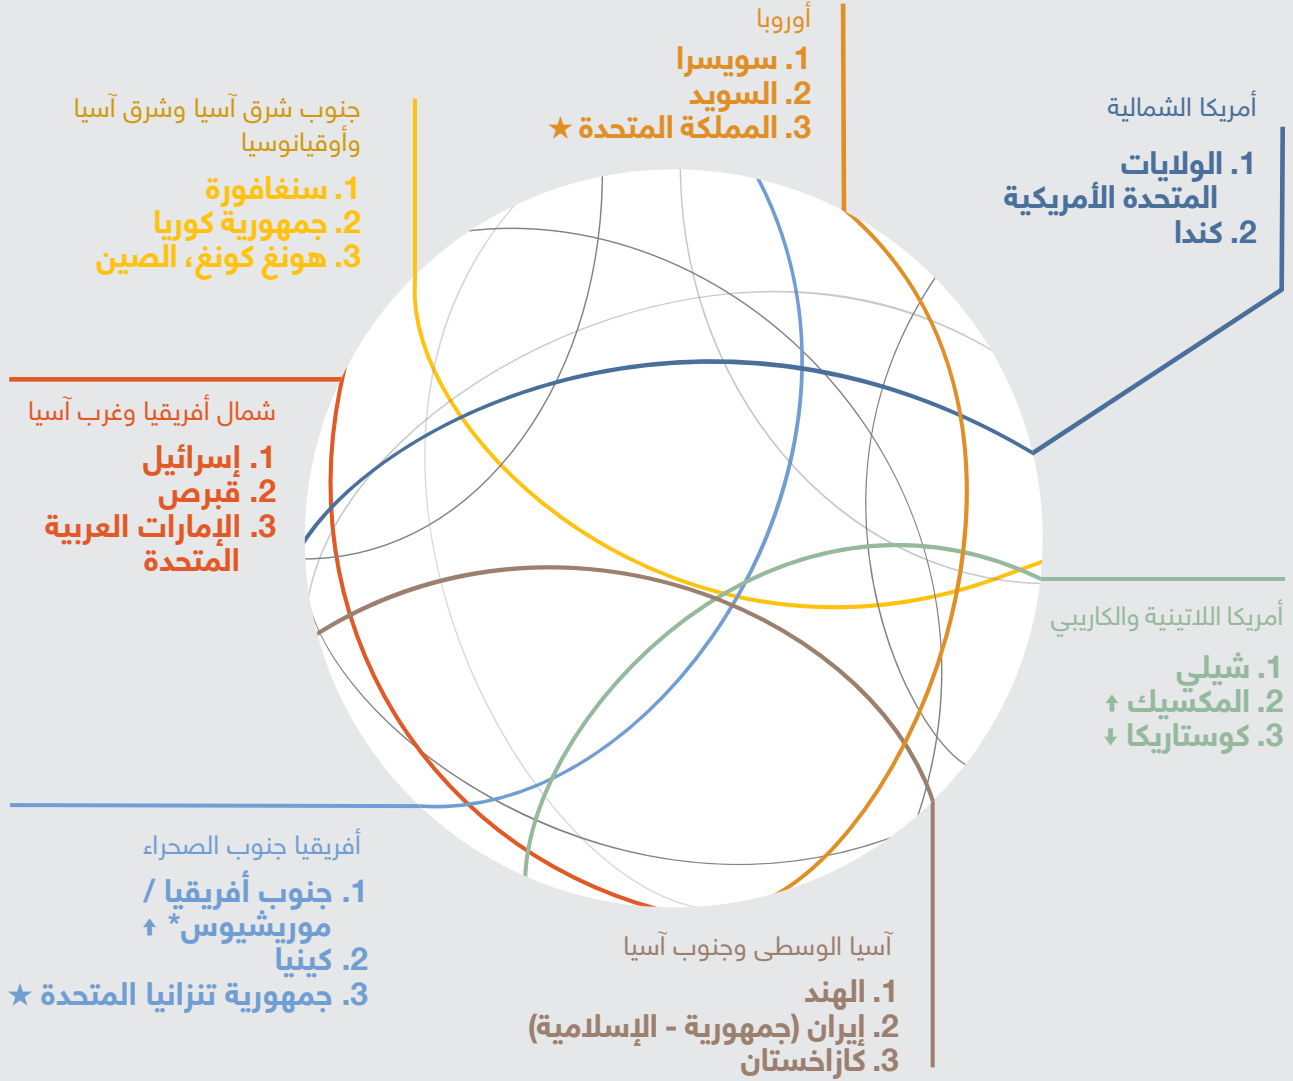 أمريكا الشمالية
1. الولايات
المتحدة الأمريكية
2. كندا
أوروبا
1. سويسرا
2. السويد
3. المملكة المتحدة ★
جنوب شرق آسيا وشرق آسيا
وأوقيانوسيا
1. سنغافورة
2. جمهورية كوريا
3. هونغ كونغ، الصين
شمال أفريقيا وغرب آسيا
1. إسرائيل
2. قبرص
3. الإمارات العربية
المتحدة
أمريكا اللاتينية والكاريبي
1. شيلي
2. المكسيك ⬆
3. كوستاريكا ⬇
أفريقيا جنوب الصحراء
1. جنوب أفريقيا /
موريشيوس* ⬆
2. كينيا
3. جمهورية تنزانيا المتحدة ★
آسيا الوسطى وجنوب آسيا
1. الهند
2. إيران (جمهورية - الإسلامية)
3. كازاخستان